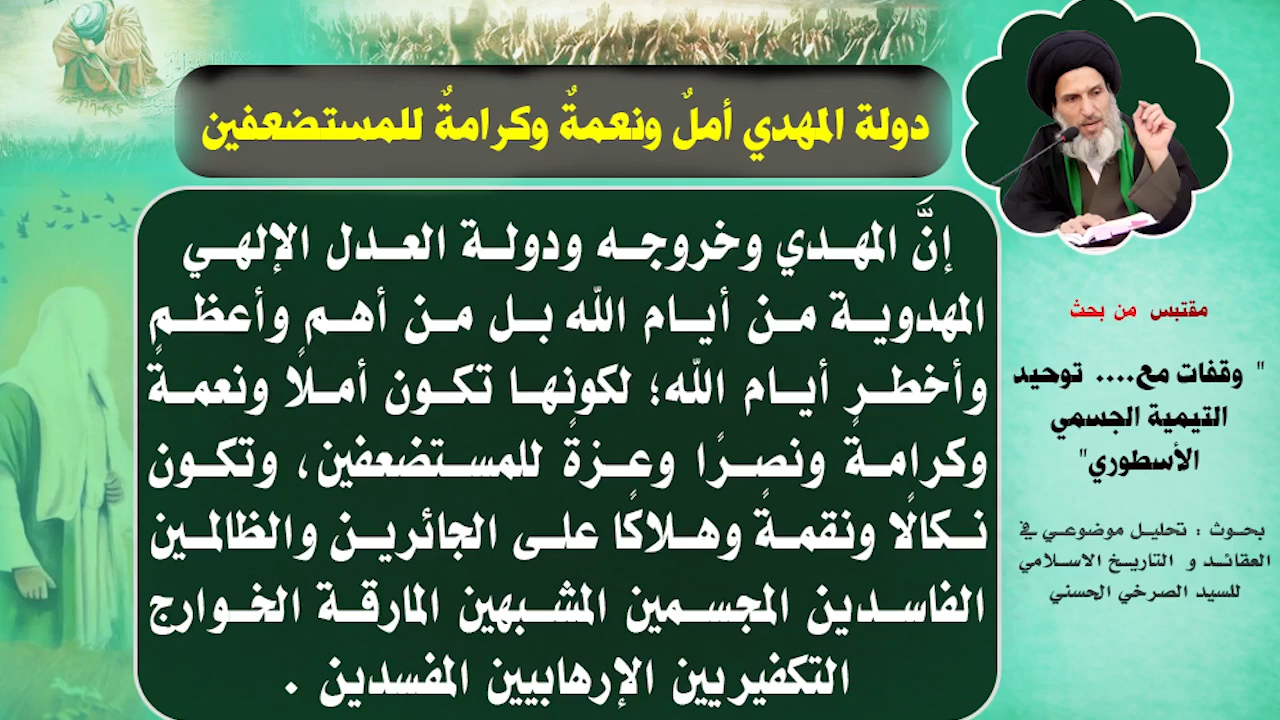 دولة المهدي أملٌ ونعمةٌ وكرامةٌ للمستضعفين
إنَّ المهدي وخروجه ودولة العدل الإلهي
المهدوية من أيام الله بل من أهم وأعظم
وأخطر أيام الله؛ لكونها تكون أملًا ونعمةً
وكرامةً ونصرًا وعزةً للمستضعفين، وتكون
نكالًا ونقمةً وهلاكًا على الجائرين والظالمين
الفاسدين المجسمين المشبهين المارقة الخوارج
التكفيريين الإرهابيين المفسدين .
مقتبس من بحث
" وقفات مع.... توحيد
التيمية الجسمي
الأسطوري"
بحوث : تحليل موضوعي في
العقائد و التاريخ الاسلامي
للسيد الصرخي الحسني